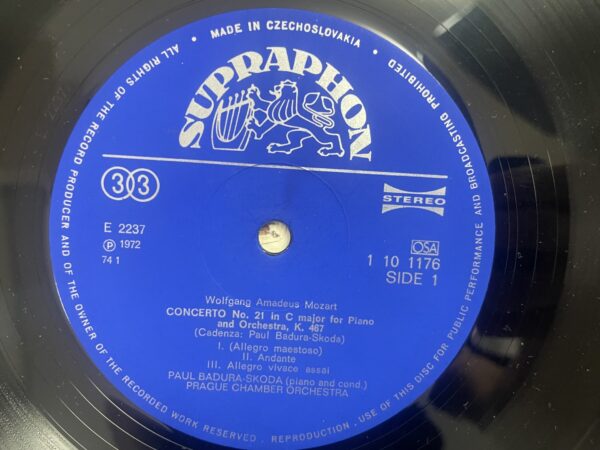 ALL RIGHTS OF THE RECORD PRODUCER AND OF THE OWNER OF THE RECORDED WORK RESERVED . REPRODUCTION . USE OF THIS DISC FOR PUBLIC PERFORMANCE AND BROADCASTING PROHIBITED
• MADE IN CZECHOSLOVAKIA •
SUPRAPHON
33
STEREO
E 2237
℗ 1972
74 1
OSA
1 10 1176
SIDE 1
Wolfgang Amadeus Mozart
CONCERTO No. 21 in C major for Piano
and Orchestra, K. 467
(Cadenza: Paul Badura-Skoda)
I. (Allegro maestoso)
II. Andante
III. Allegro vivace assai
PAUL BADURA-SKODA (piano and cond.)
PRAGUE CHAMBER ORCHESTRA